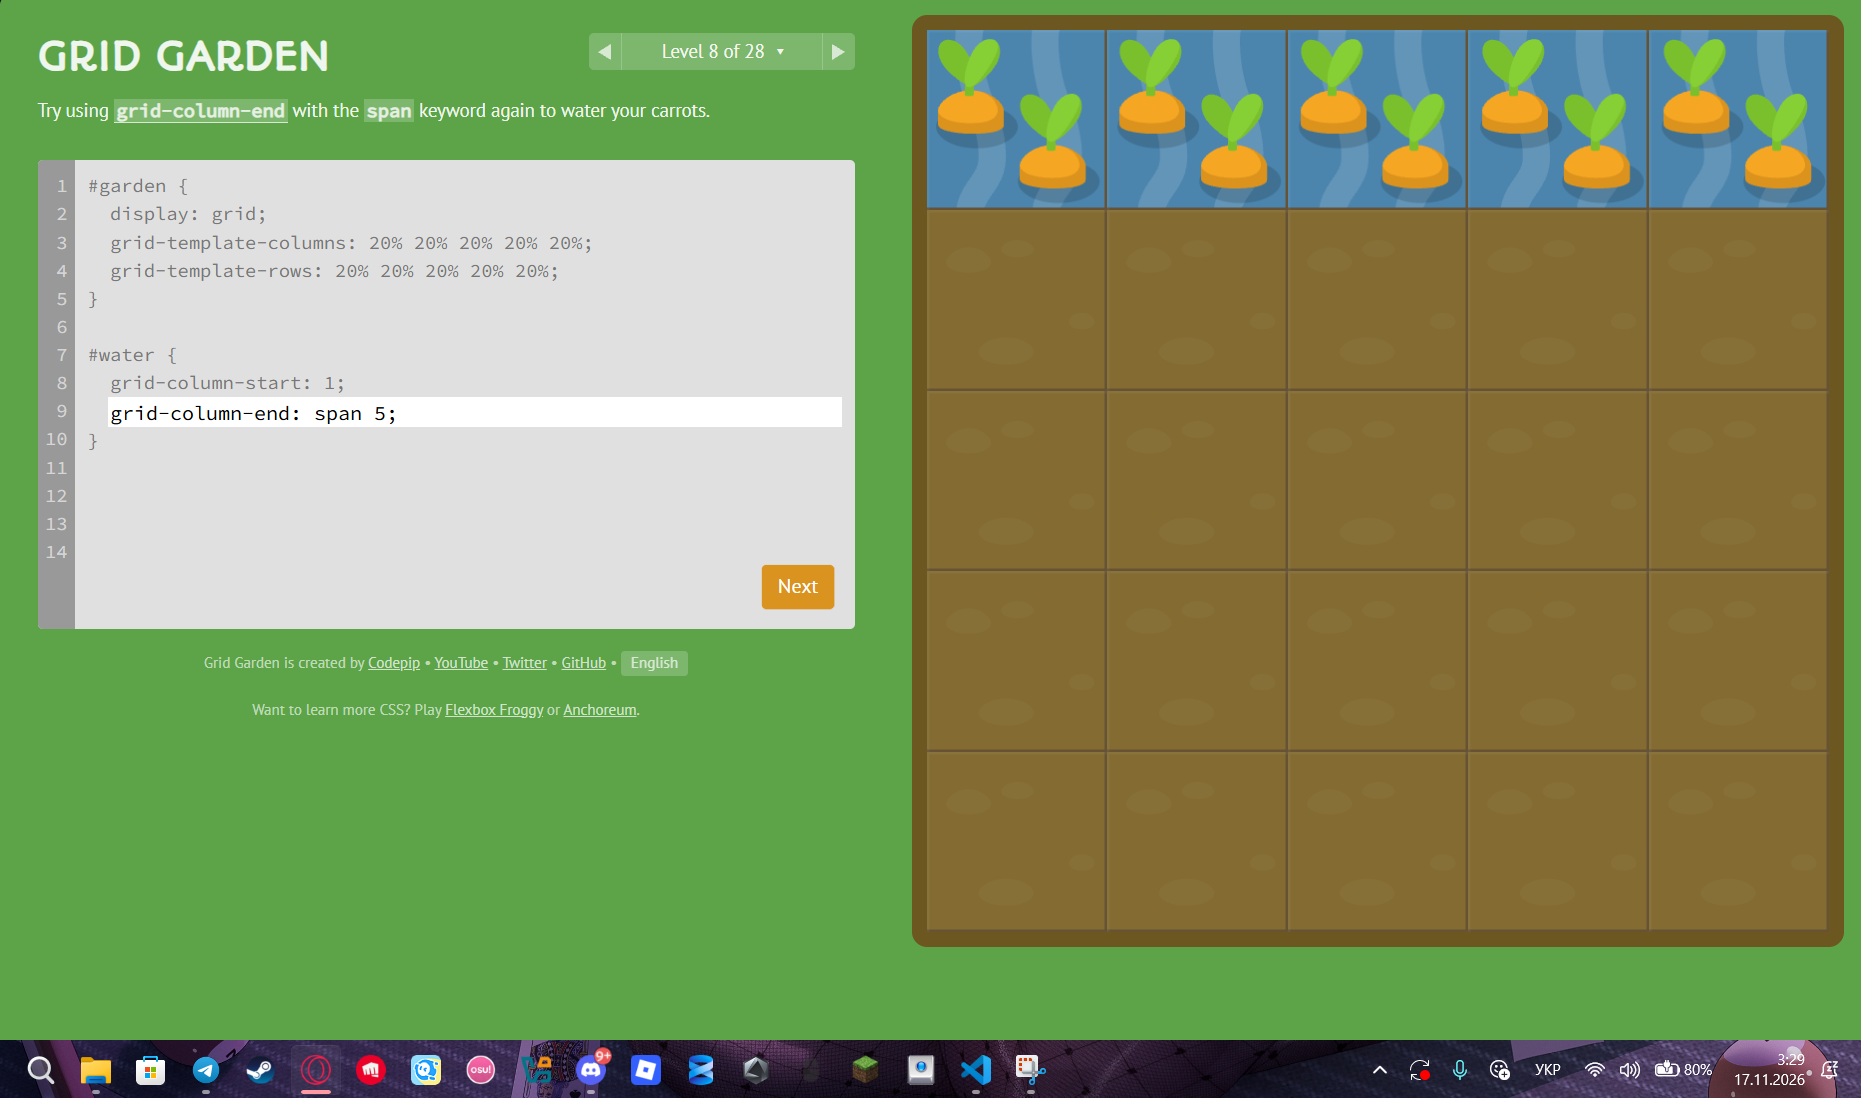 GRID GARDEN
Level 8 of 28
Try using grid-column-end with the span keyword again to water your carrots.
1 #garden {
2 display: grid;
3 grid-template-columns: 20% 20% 20% 20% 20%;
4 grid-template-rows: 20% 20% 20% 20% 20%;
5 }
6
7 #water {
8 grid-column-start: 1;
9 grid-column-end: span 5;
10 }
11
12
13
14
Next
Grid Garden is created by Codepip • YouTube • Twitter • GitHub • English
Want to learn more CSS? Play Flexbox Froggy or Anchoreum.
osu!
9+
УКР
80%
3:29
17.11.2026